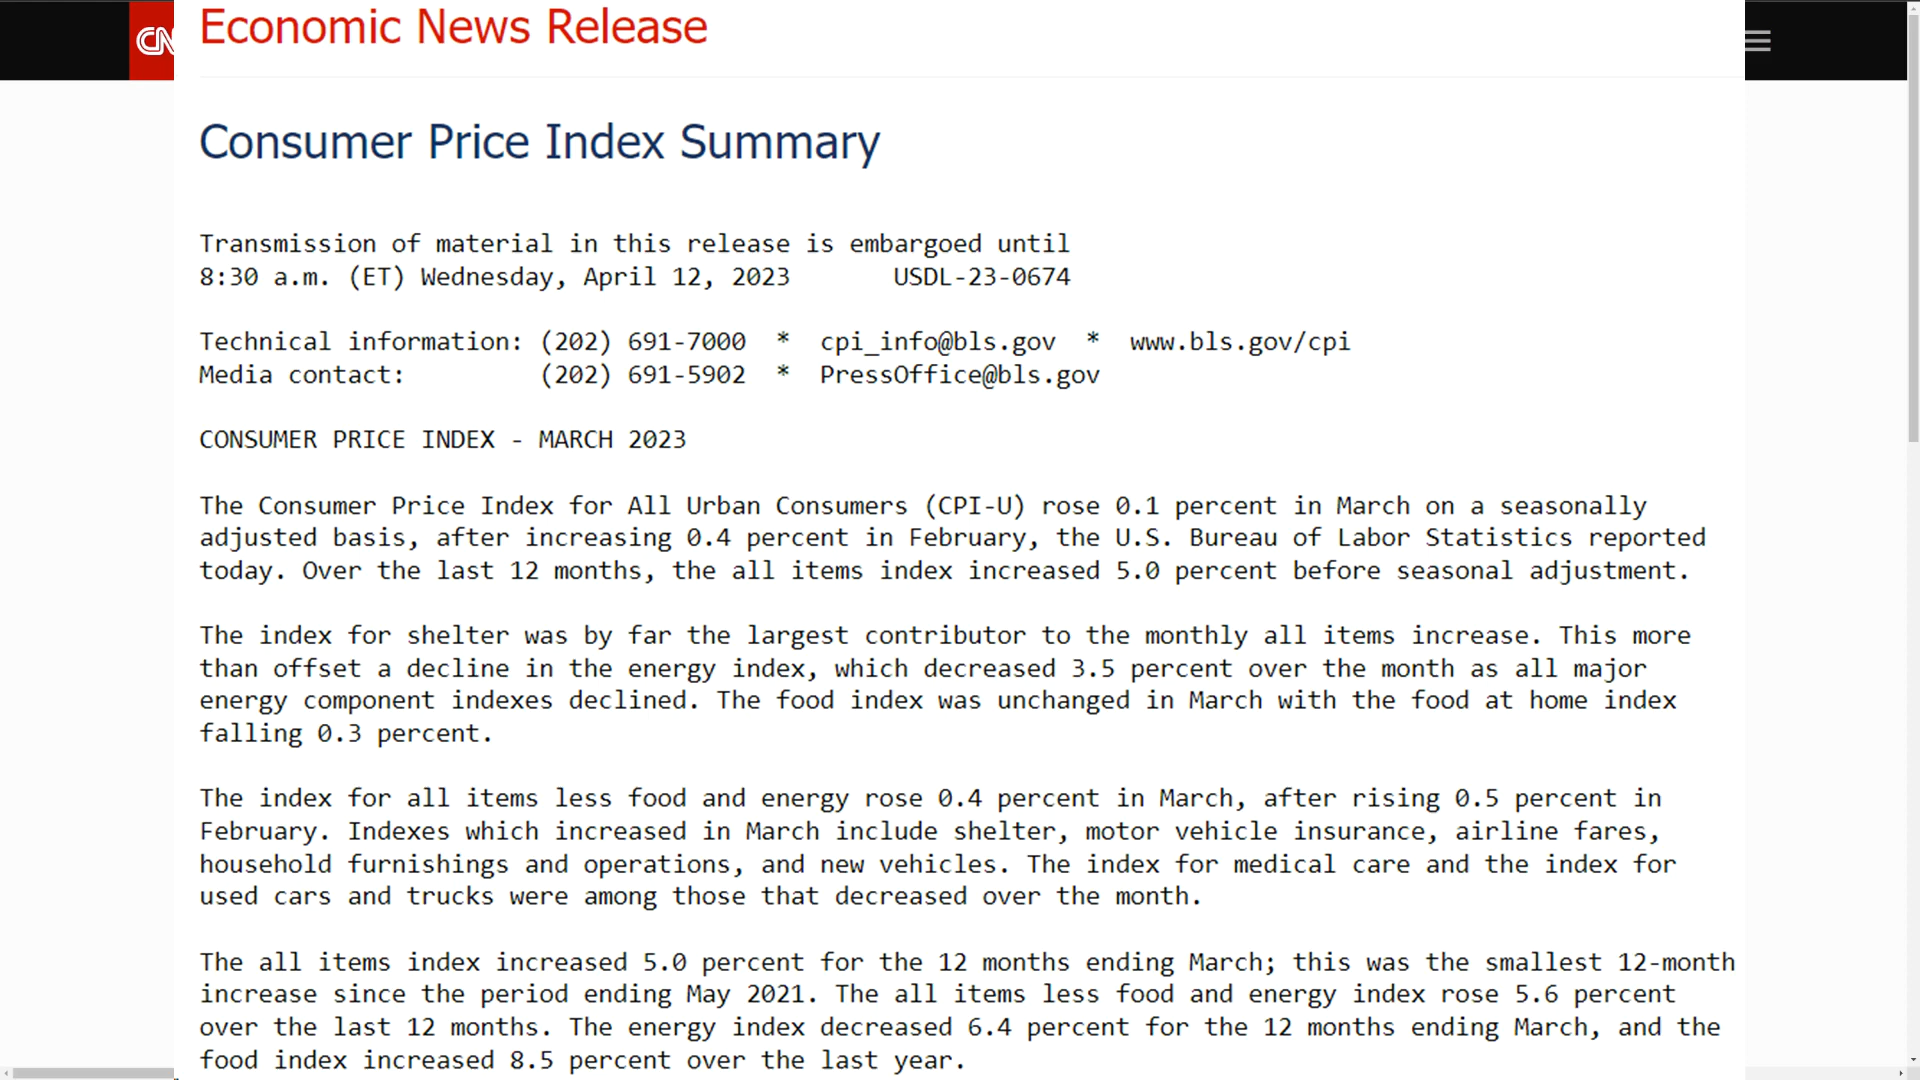 CN
Economic News Release
Consumer Price Index Summary
Transmission of material in this release is embargoed until
8:30 a.m. (ET) Wednesday, April 12, 2023 USDL-23-0674
Technical information: (202) 691-7000 * cpi_info@bls.gov * www.bls.gov/cpi
Media contact: (202) 691-5902 * PressOffice@bls.gov
CONSUMER PRICE INDEX - MARCH 2023
The Consumer Price Index for All Urban Consumers (CPI-U) rose 0.1 percent in March on a seasonally
adjusted basis, after increasing 0.4 percent in February, the U.S. Bureau of Labor Statistics reported
today. Over the last 12 months, the all items index increased 5.0 percent before seasonal adjustment.
The index for shelter was by far the largest contributor to the monthly all items increase. This more
than offset a decline in the energy index, which decreased 3.5 percent over the month as all major
energy component indexes declined. The food index was unchanged in March with the food at home index
falling 0.3 percent.
The index for all items less food and energy rose 0.4 percent in March, after rising 0.5 percent in
February. Indexes which increased in March include shelter, motor vehicle insurance, airline fares,
household furnishings and operations, and new vehicles. The index for medical care and the index for
used cars and trucks were among those that decreased over the month.
The all items index increased 5.0 percent for the 12 months ending March; this was the smallest 12-month
increase since the period ending May 2021. The all items less food and energy index rose 5.6 percent
over the last 12 months. The energy index decreased 6.4 percent for the 12 months ending March, and the
food index increased 8.5 percent over the last year.